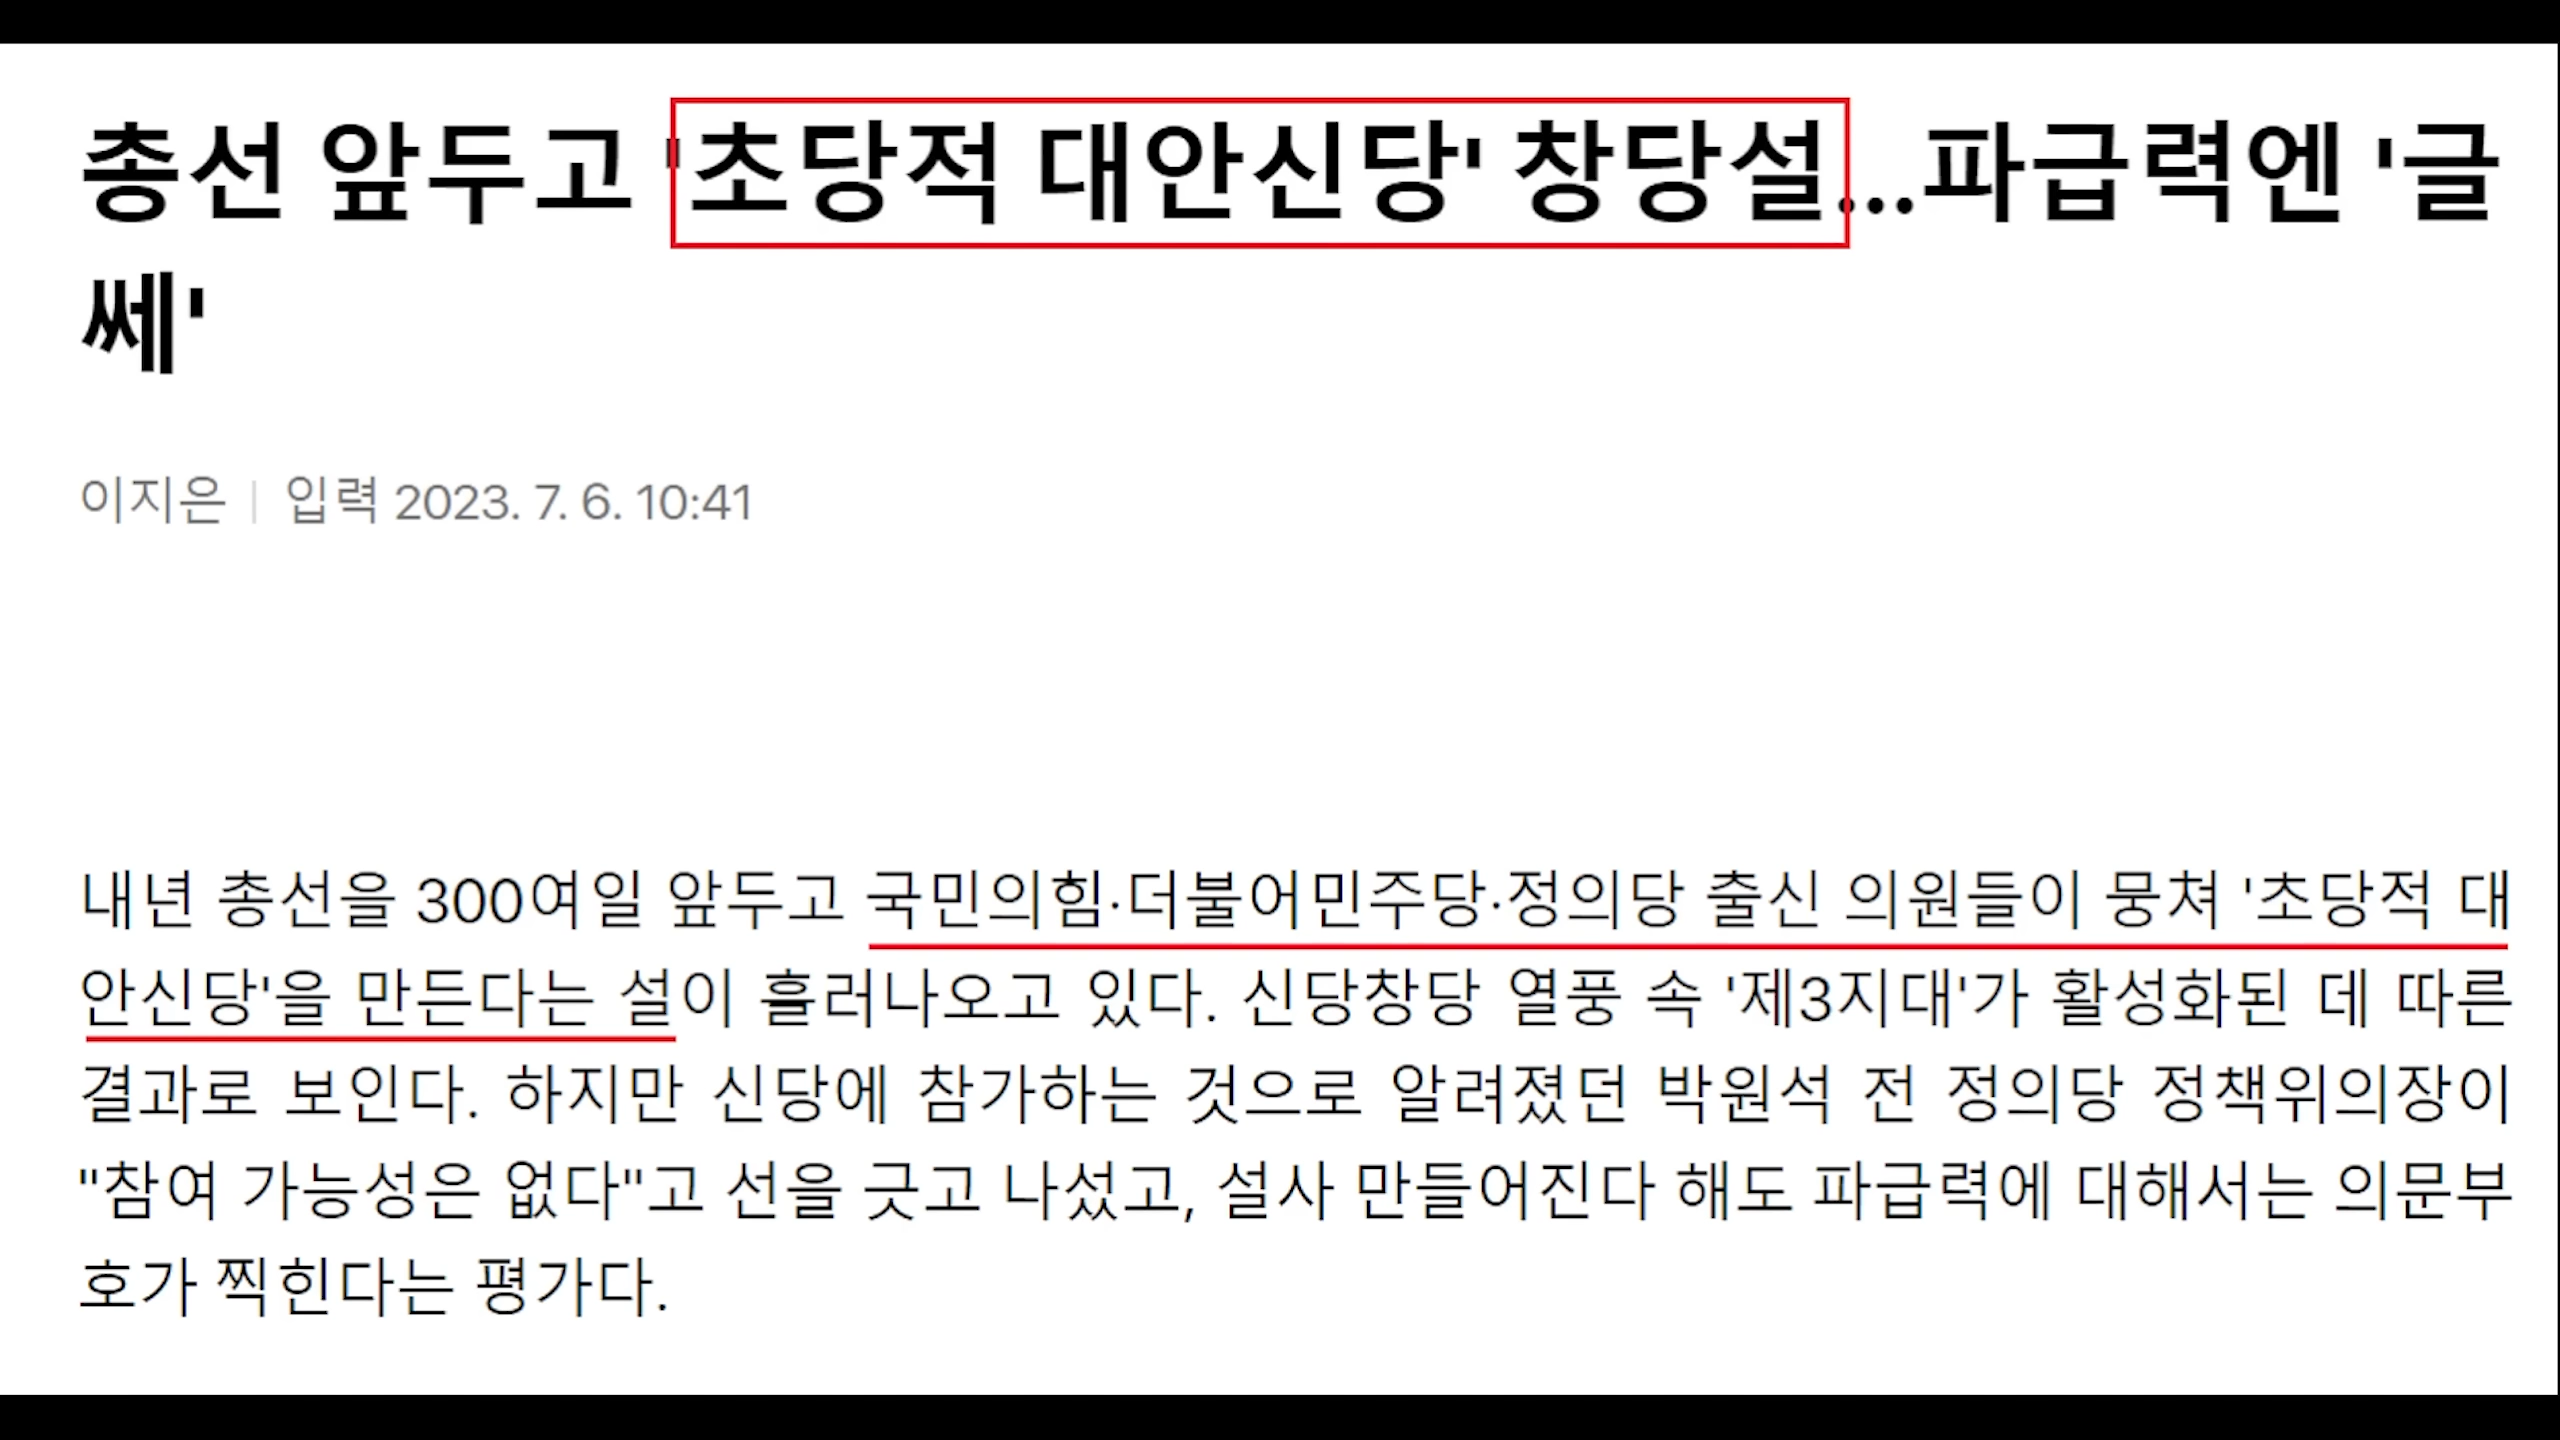 총선 앞두고 '초당적 대안신당' 창당설...파급력엔 '글
쎄'
이지은 | 입력 2023. 7. 6. 10:41
내년 총선을 300여일 앞두고 국민의힘·더불어민주당·정의당 출신 의원들이 뭉쳐 '초당적 대
안신당'을 만든다는 설이 흘러나오고 있다. 신당창당 열풍 속 '제3지대'가 활성화된 데 따른
결과로 보인다. 하지만 신당에 참가하는 것으로 알려졌던 박원석 전 정의당 정책위의장이
"참여 가능성은 없다"고 선을 긋고 나섰고, 설사 만들어진다 해도 파급력에 대해서는 의문부
호가 찍힌다는 평가다.